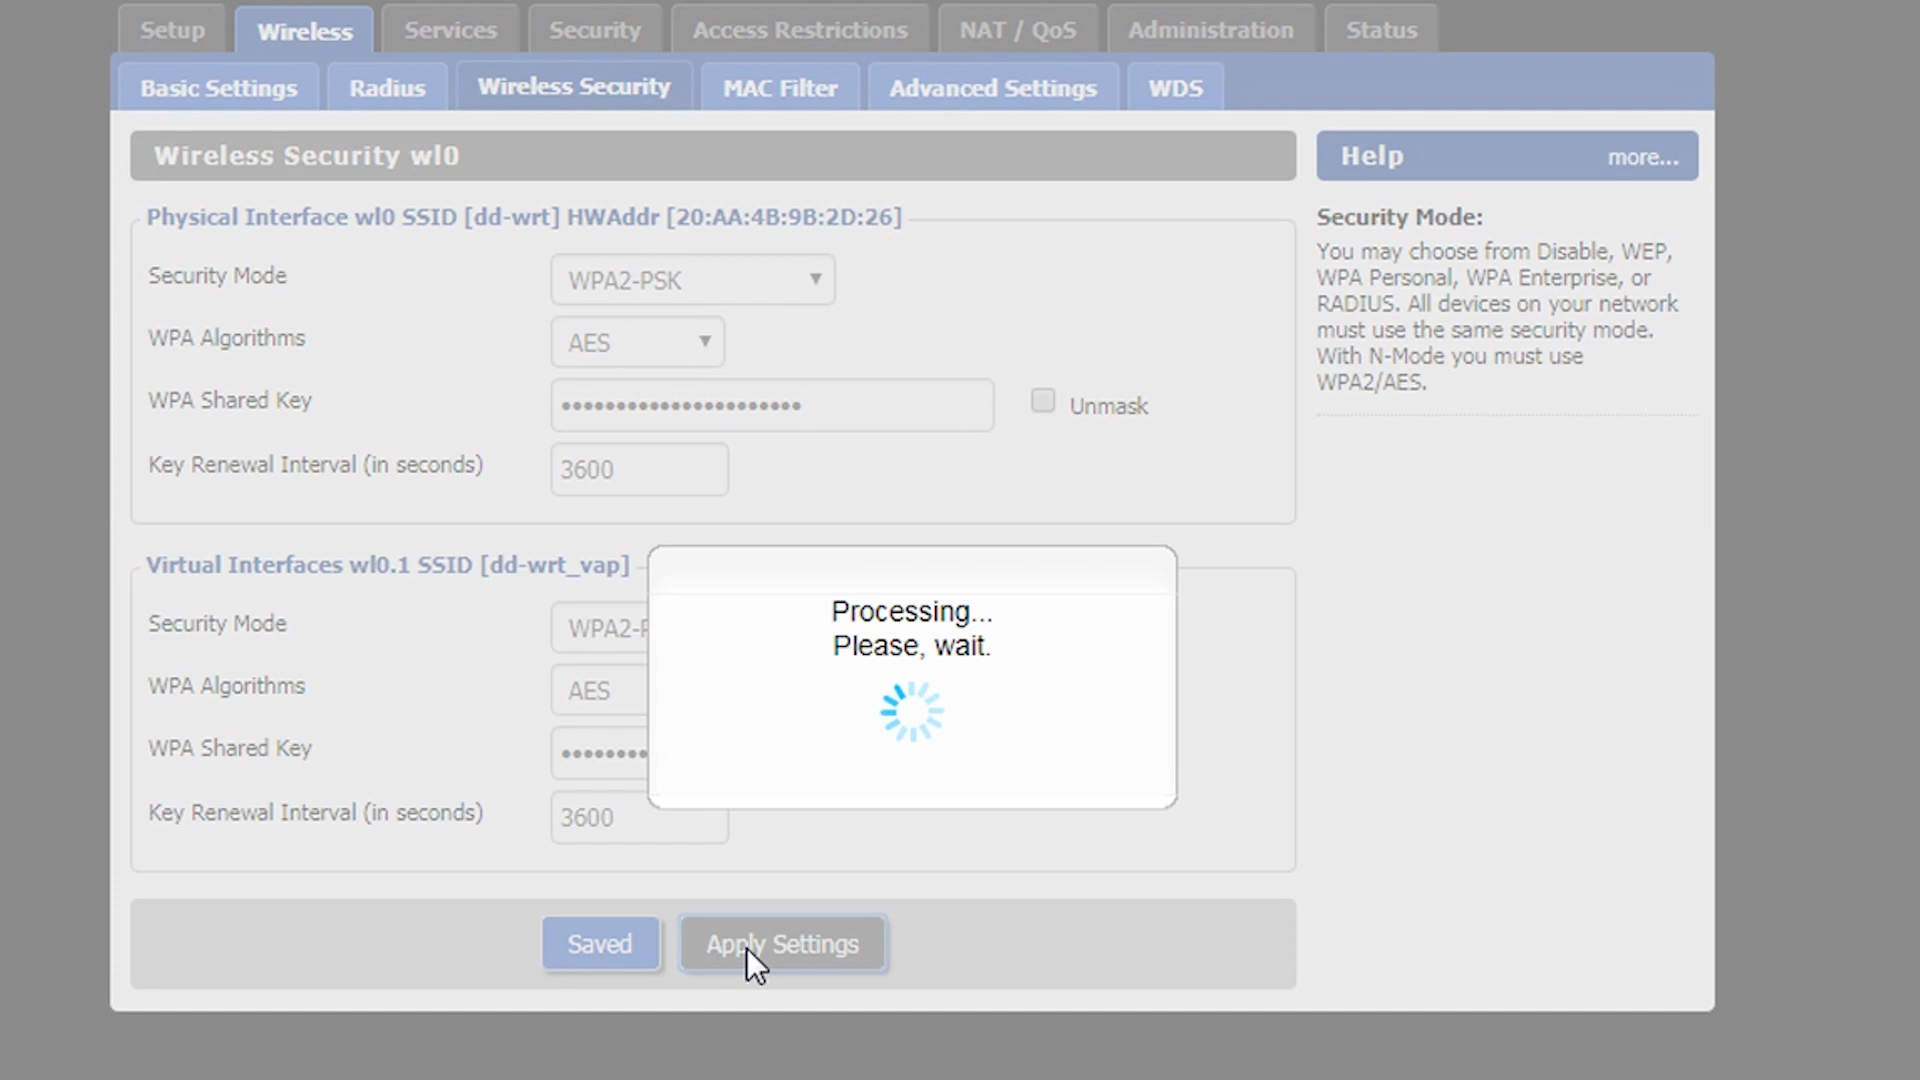 Setup Wireless Services Security Access Restrictions NAT / QoS Administration Status
Basic Settings Radius Wireless Security MAC Filter Advanced Settings WDS
Wireless Security wl0
Physical Interface wl0 SSID [dd-wrt] HWAddr [20:AA:4B:9B:2D:26]
Security Mode WPA2-PSK
WPA Algorithms AES
WPA Shared Key •••••••••••••••••••••• Unmask
Key Renewal Interval (in seconds) 3600
Virtual Interfaces wl0.1 SSID [dd-wrt_vap]
Security Mode
WPA Algorithms AES
WPA Shared Key ••••••••
Key Renewal Interval (in seconds) 3600
Processing...
Please, wait.
Saved Apply Settings
Help more...
Security Mode:
You may choose from Disable, WEP,
WPA Personal, WPA Enterprise, or
RADIUS. All devices on your network
must use the same security mode.
With N-Mode you must use
WPA2/AES.